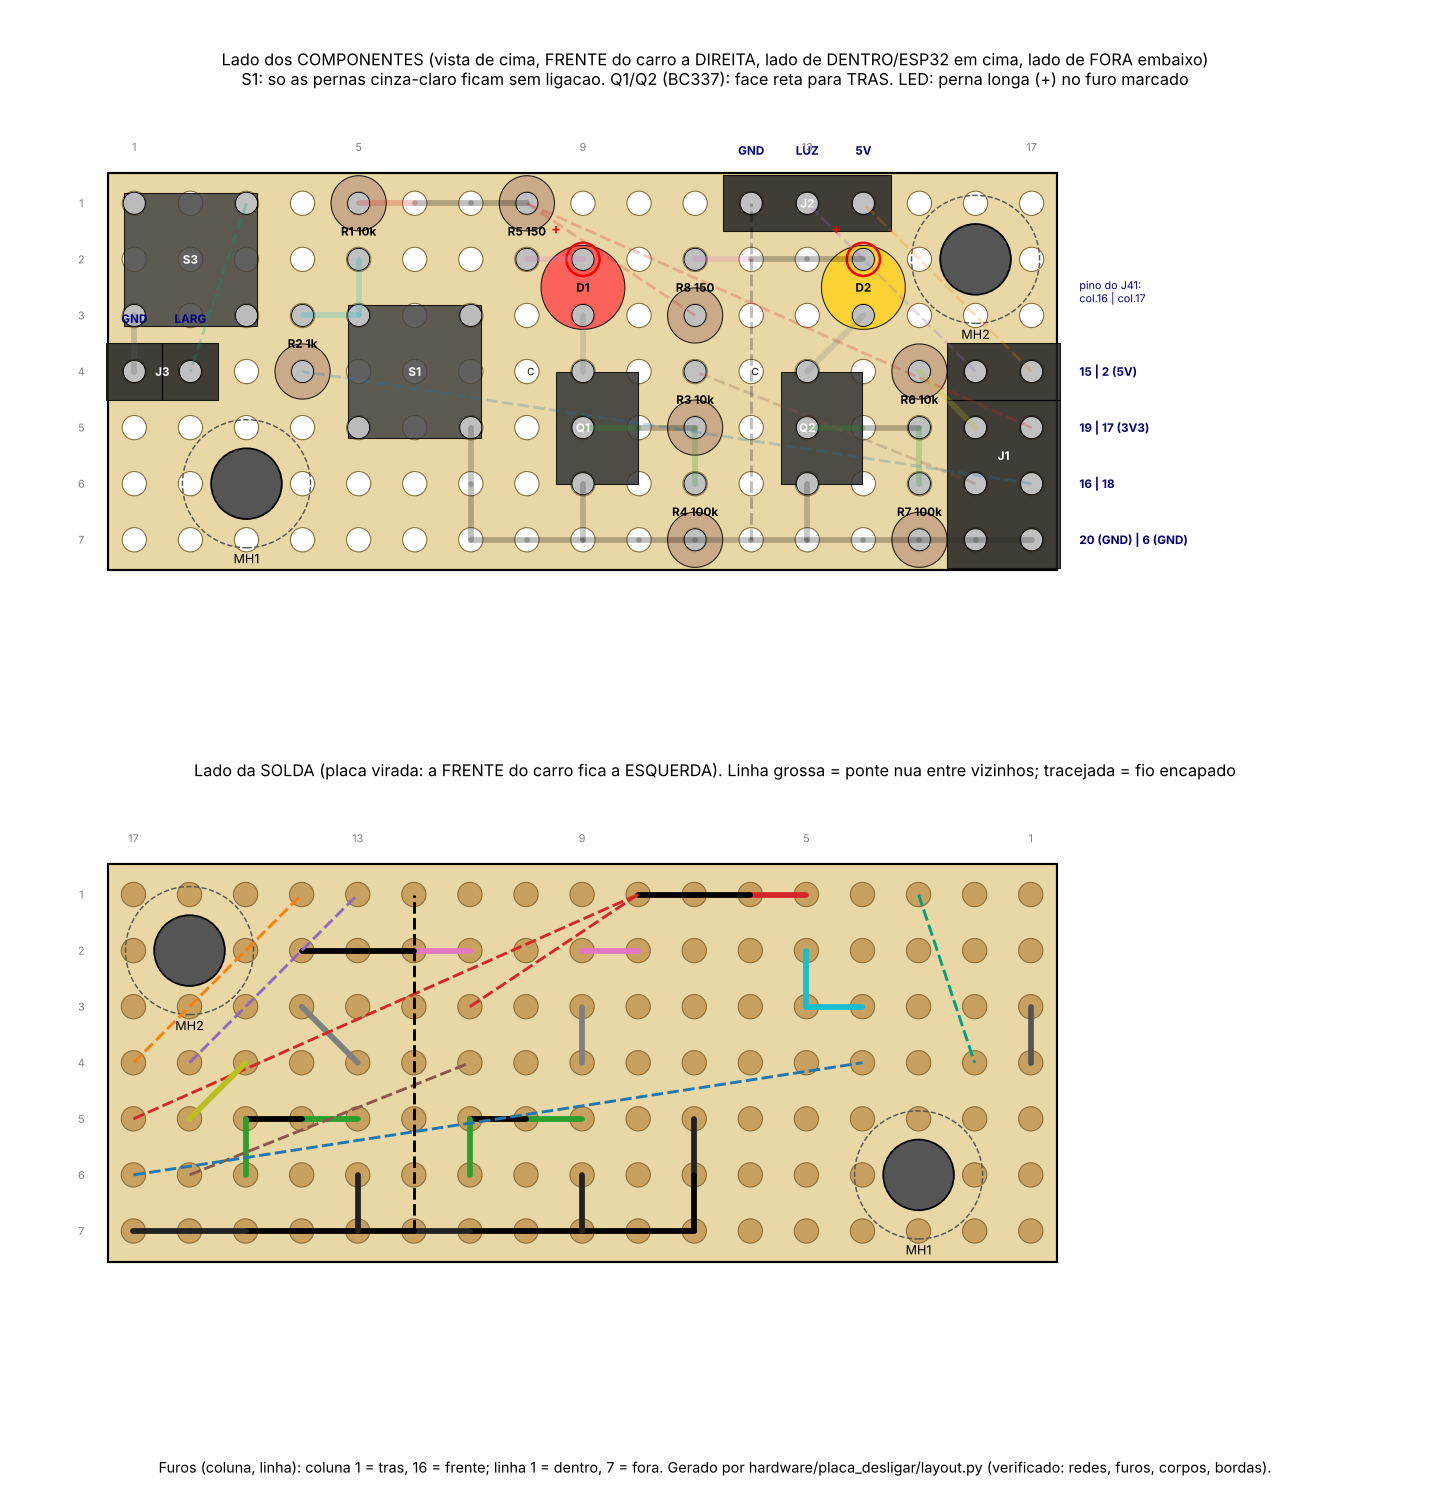 Lado dos COMPONENTES (vista de cima, FRENTE do carro a DIREITA, lado de DENTRO/ESP32 em cima, lado de FORA embaixo)
S1: so as pernas cinza-claro ficam sem ligacao. Q1/Q2 (BC337): face reta para TRAS. LED: perna longa (+) no furo marcado
1 5 9 13 17
GND LUZ 5V
1 J2
R1 10k R5 150 + +
2 S3
D1 R8 150 D2
pino do J41:
col.16 | col.17
3 GND LARG
MH2
R2 1k
4 J3 S1 C C 15 | 2 (5V)
R3 10k R6 10k
5 Q1 Q2 19 | 17 (3V3)
J1
6 16 | 18
R4 100k R7 100k
7 20 (GND) | 6 (GND)
MH1
Lado da SOLDA (placa virada: a FRENTE do carro fica a ESQUERDA). Linha grossa = ponte nua entre vizinhos; tracejada = fio encapado
17 13 9 5 1
1
2
3
MH2
4
5
6
7
MH1
Furos (coluna, linha): coluna 1 = tras, 16 = frente; linha 1 = dentro, 7 = fora. Gerado por hardware/placa_desligar/layout.py (verificado: redes, furos, corpos, bordas).